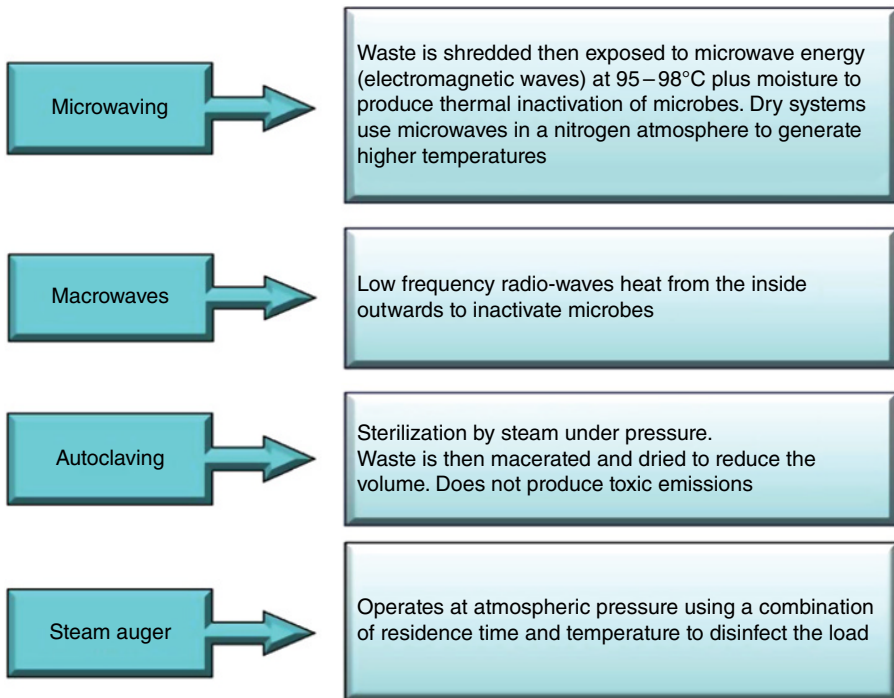 Microwaving
Waste is shredded then exposed to microwave energy
(electromagnetic waves) at 95–98°C plus moisture to
produce thermal inactivation of microbes. Dry systems
use microwaves in a nitrogen atmosphere to generate
higher temperatures
Macrowaves
Low frequency radio-waves heat from the inside
outwards to inactivate microbes
Autoclaving
Sterilization by steam under pressure.
Waste is then macerated and dried to reduce the
volume. Does not produce toxic emissions
Steam auger
Operates at atmospheric pressure using a combination
of residence time and temperature to disinfect the load